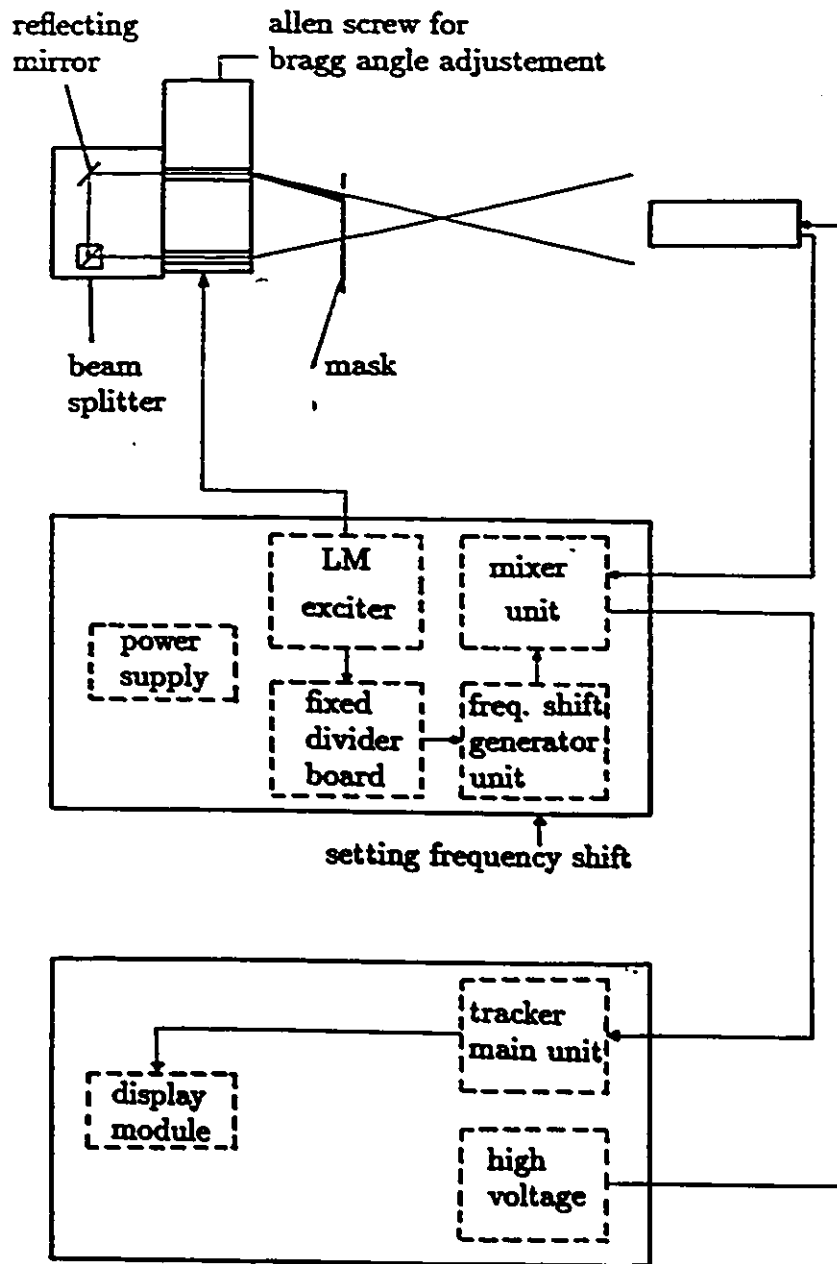 reflecting
mirror
allen screw for
bragg angle adjustement
beam
splitter
mask
LM
exciter
mixer
unit
power
supply
fixed
divider
board
freq. shift
generator
unit
setting frequency shift
tracker
main unit
display
module
high
voltage